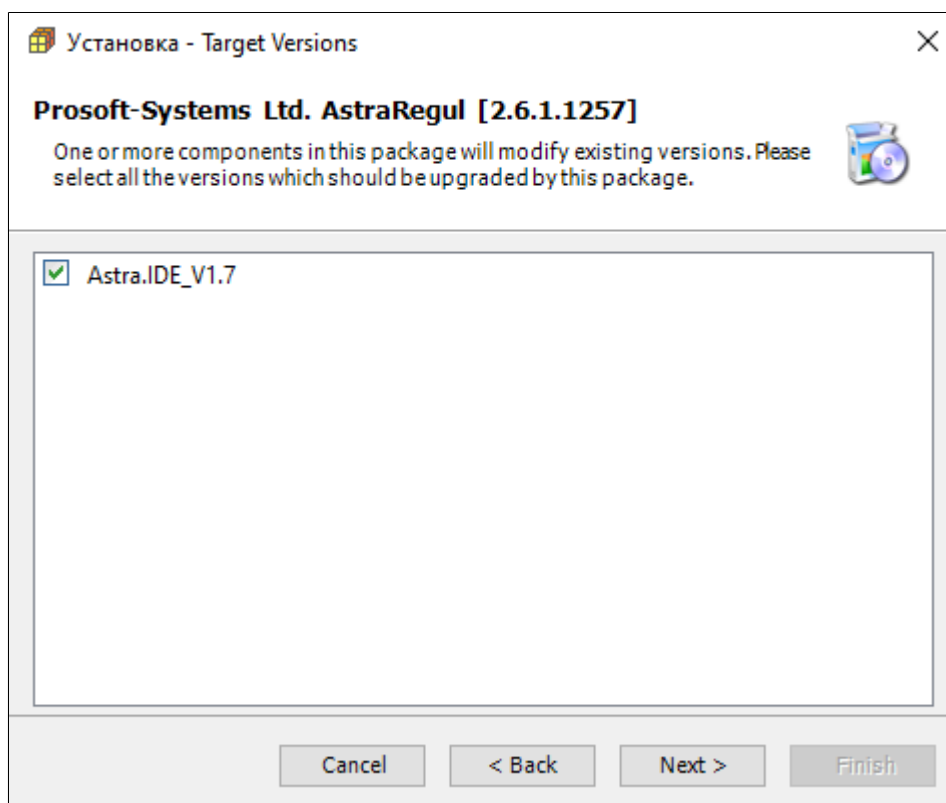 Установка - Target Versions
Prosoft-Systems Ltd. AstraRegul [2.6.1.1257]
One or more components in this package will modify existing versions. Please
select all the versions which should be upgraded by this package.
Astra.IDE_V1.7
Cancel
< Back
Next >
Finish